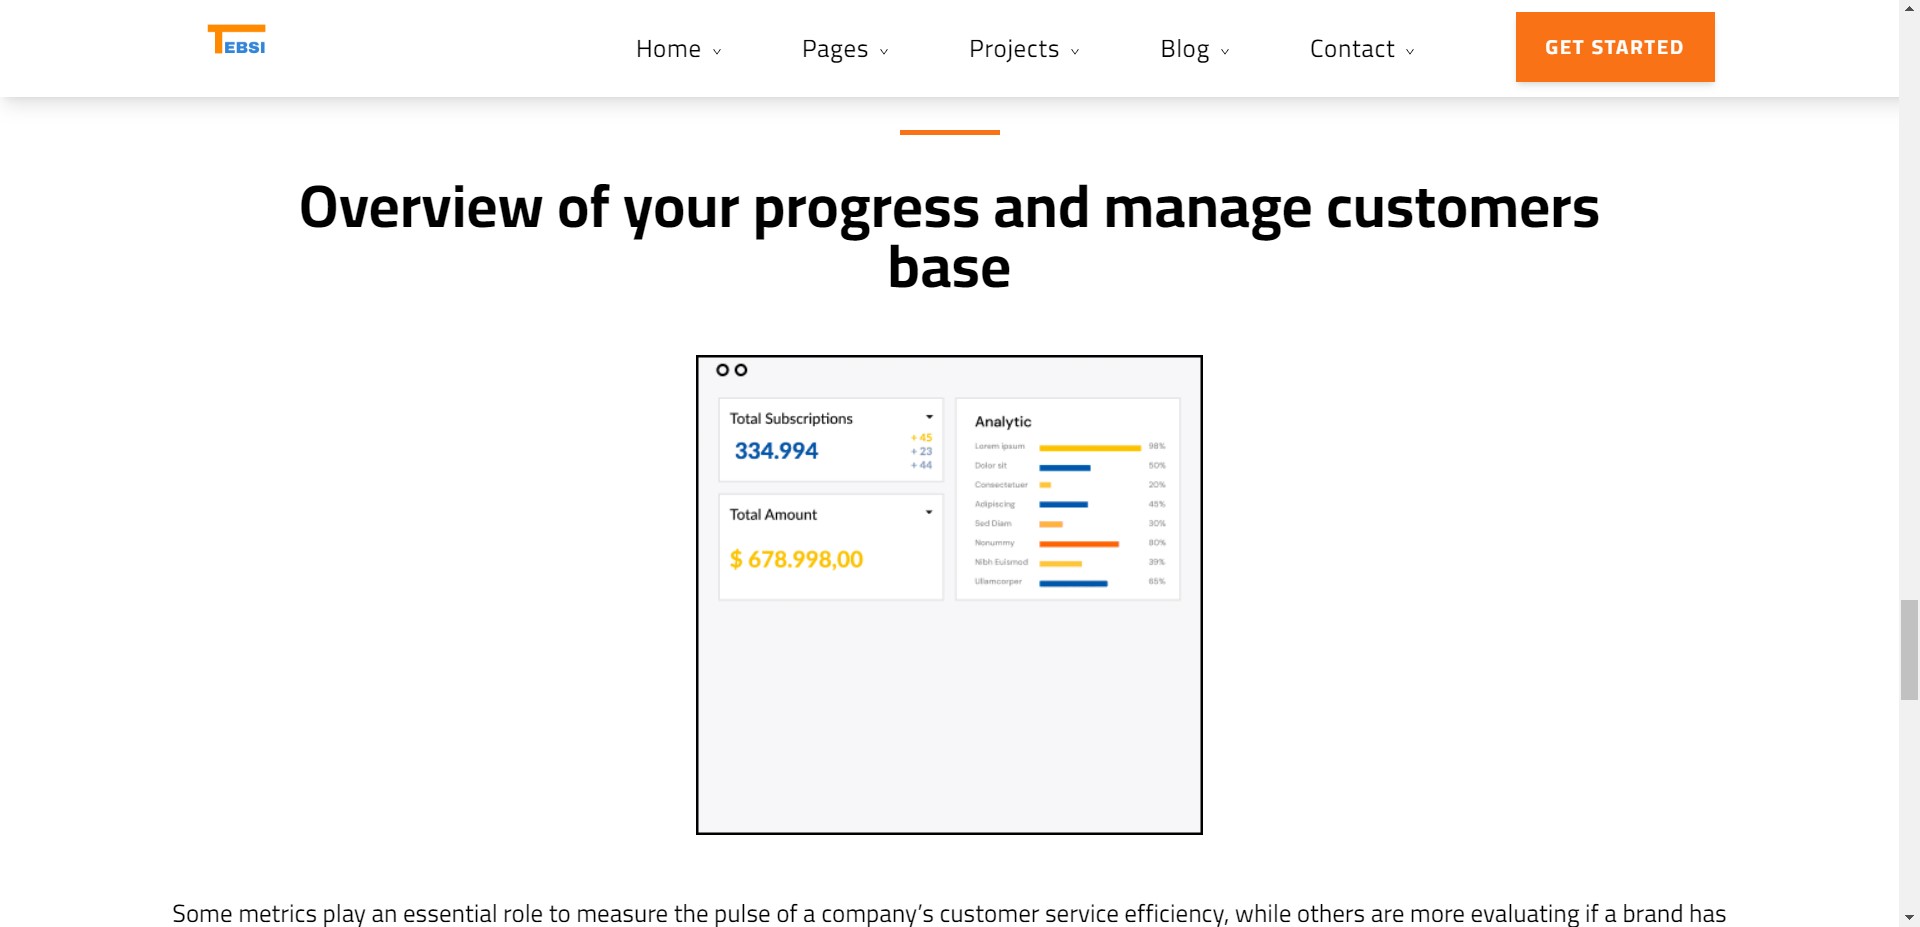 TEBSI
Home
Pages
Projects
Blog
Contact
GET STARTED
Overview of your progress and manage customers
base
Total Subscriptions
334.994
+ 45
+ 23
+ 44
Total Amount
$ 678.998,00
Analytic
Lorem ipsum 98%
Dolor sit 50%
Consectetuer 20%
Adipiscing 45%
Sed Diam 30%
Nonummy 80%
Nibh Euismod 39%
Ullamcorper 65%
Some metrics play an essential role to measure the pulse of a company’s customer service efficiency, while others are more evaluating if a brand has